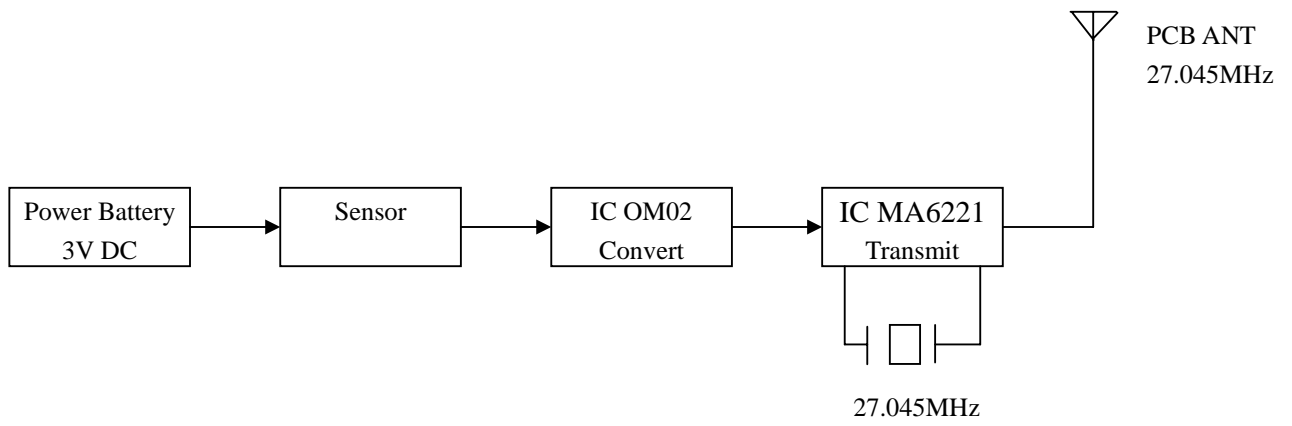 PCB ANT
27.045MHz
Power Battery
3V DC
Sensor
IC OM02
Convert
IC MA6221
Transmit
27.045MHz